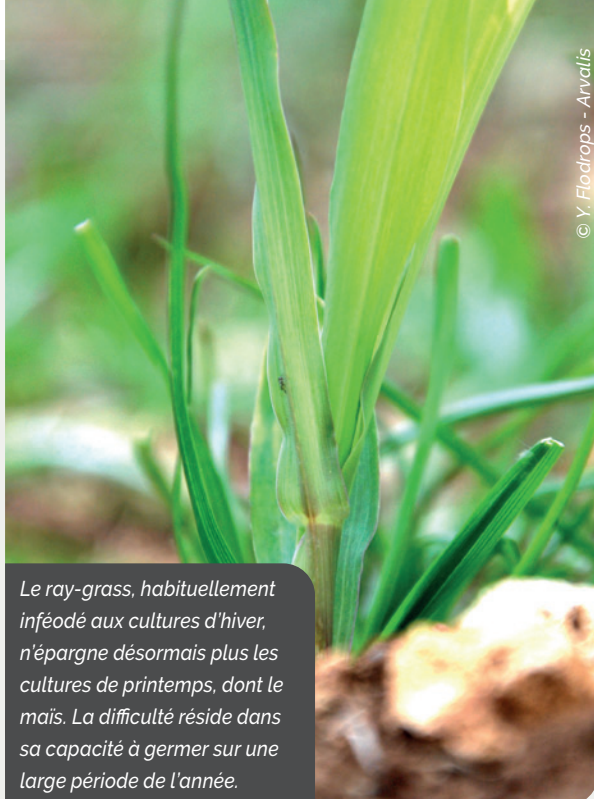 © Y. Flodrops - Arvalis
Le ray-grass, habituellement
inféodé aux cultures d'hiver,
n'épargne désormais plus les
cultures de printemps, dont le
maïs. La difficulté réside dans
sa capacité à germer sur une
large période de l'année.